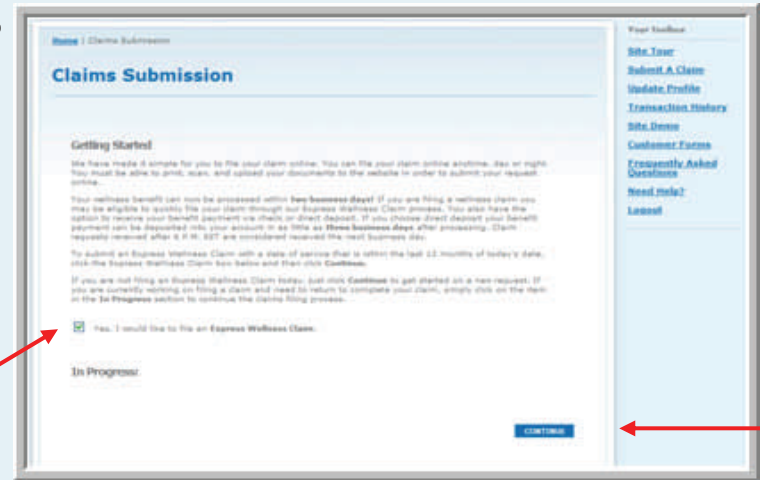 Home | Claims Submission
Claims Submission
Getting Started
We have made it simple for you to file your claim online. You can file your claim online anytime, day or night.
You must be able to print, scan, and upload your documents to the website in order to submit your request
online.
Your wellness benefit can now be processed within two business days! If you are filing a wellness claim you
may be eligible to quickly file your claim through our Express Wellness Claim process. You also have the
option to receive your benefit payment via check or direct deposit. If you choose direct deposit your benefit
payment can be deposited into your account in as little as three business days after processing. Claim
requests received after 6 P.M. EST are considered received the next business day.
To submit an Express Wellness Claim with a date of service that is within the last 12 months of today's date,
click the Express Wellness Claim box below and then click Continue.
If you are not filing an Express Wellness Claim today, just click Continue to get started on a new request. If
you are currently working on filing a claim and need to return to complete your claim, simply click on the item
in the In Progress section to continue the claims filing process.
Yes, I would like to file an Express Wellness Claim.
In Progress:
CONTINUE
Your Toolbox
Site Tour
Submit A Claim
Update Profile
Transaction History
Site Demo
Customer Forms
Frequently Asked
Questions
Need Help?
Logout